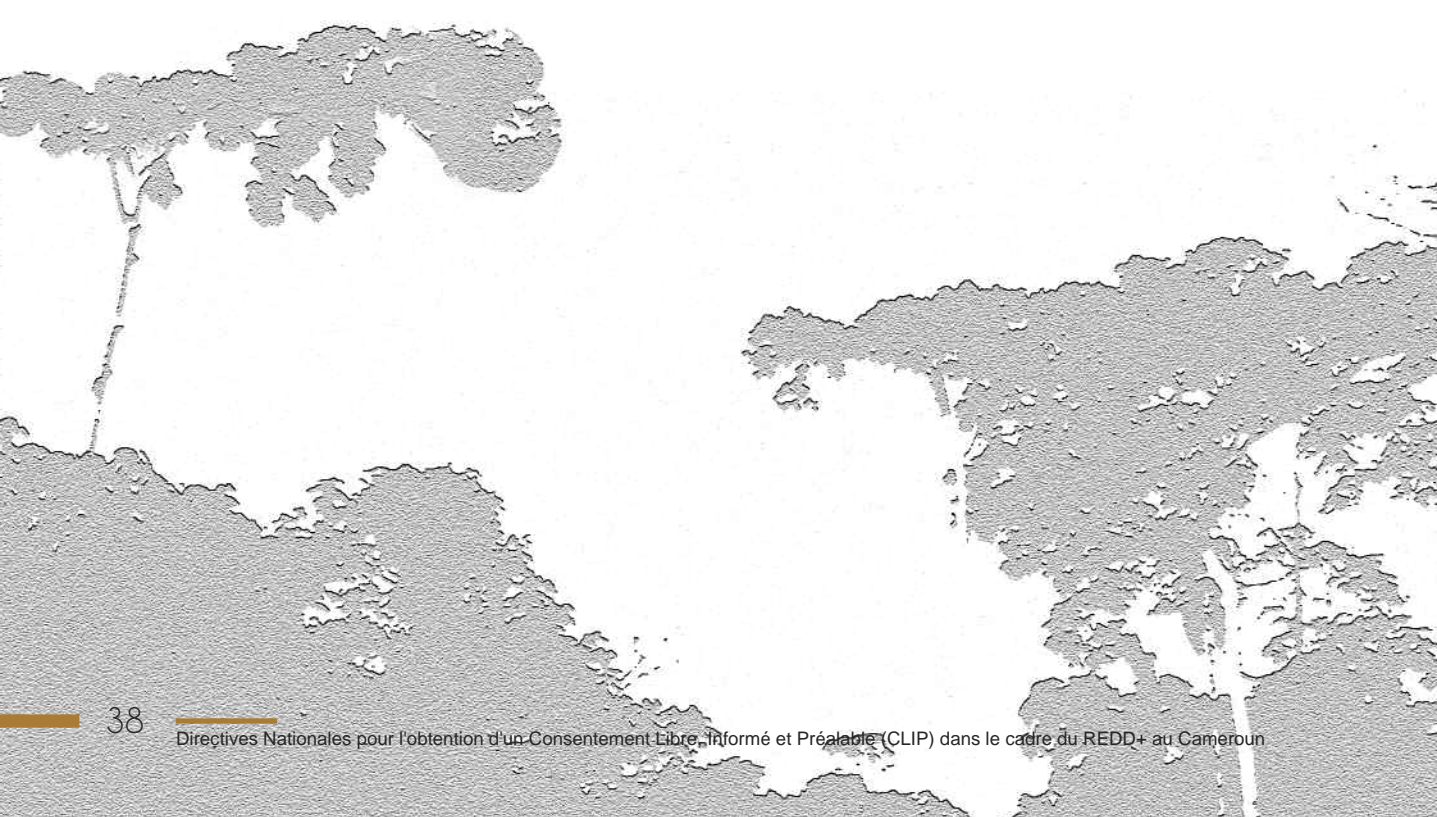 38
Directives Nationales pour l'obtention d'un Consentement Libre, Informé et Préalable (CLIP) dans le cadre du REDD+ au Cameroun